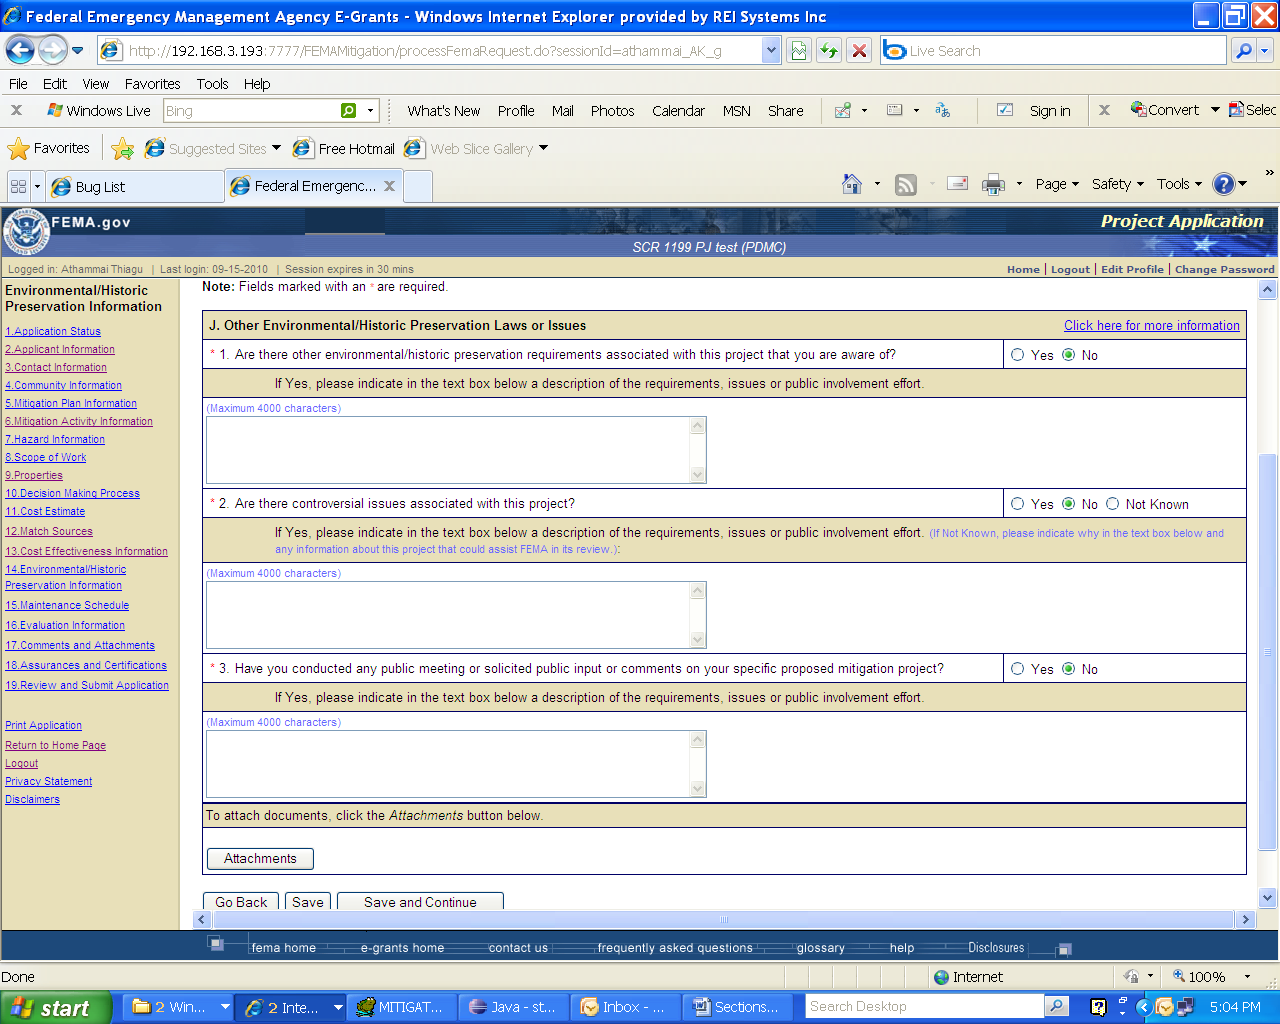 Federal Emergency Management Agency E-Grants - Windows Internet Explorer provided by REI Systems Inc
http://192.168.3.193:7777/FEMAMitigation/processFemaRequest.do?sessionId=athammai_AK_g
Live Search
File Edit View Favorites Tools Help
Windows Live Bing What's New Profile Mail Photos Calendar MSN Share Sign in Convert Selec
Favorites Suggested Sites Free Hotmail Web Slice Gallery
Bug List Federal Emergenc... Page Safety Tools
FEMA.gov
Project Application
SCR 1199 PJ test (PDMC)
Logged in: Athammai Thiagu | Last login: 09-15-2010 | Session expires in 30 mins
Home | Logout | Edit Profile | Change Password
Environmental/Historic
Preservation Information
1.Application Status
2.Applicant Information
3.Contact Information
4.Community Information
5.Mitigation Plan Information
6.Mitigation Activity Information
7.Hazard Information
8.Scope of Work
9.Properties
10.Decision Making Process
11.Cost Estimate
12.Match Sources
13.Cost Effectiveness Information
14.Environmental/Historic
Preservation Information
15.Maintenance Schedule
16.Evaluation Information
17.Comments and Attachments
18.Assurances and Certifications
19.Review and Submit Application
Print Application
Return to Home Page
Logout
Privacy Statement
Disclaimers
Note: Fields marked with an * are required.
J. Other Environmental/Historic Preservation Laws or Issues
Click here for more information
* 1. Are there other environmental/historic preservation requirements associated with this project that you are aware of?
Yes No
If Yes, please indicate in the text box below a description of the requirements, issues or public involvement effort.
(Maximum 4000 characters)
* 2. Are there controversial issues associated with this project?
Yes No Not Known
If Yes, please indicate in the text box below a description of the requirements, issues or public involvement effort. (If Not Known, please indicate why in the text box below and
any information about this project that could assist FEMA in its review.):
(Maximum 4000 characters)
* 3. Have you conducted any public meeting or solicited public input or comments on your specific proposed mitigation project?
Yes No
If Yes, please indicate in the text box below a description of the requirements, issues or public involvement effort.
(Maximum 4000 characters)
To attach documents, click the Attachments button below.
Attachments
Go Back Save Save and Continue
fema home e-grants home contact us frequently asked questions glossary help Disclosures
Done Internet 100%
start 2 Win... 2 Inte... MITIGAT... Java - st... Inbox - ... Sections... Search Desktop 5:04 PM